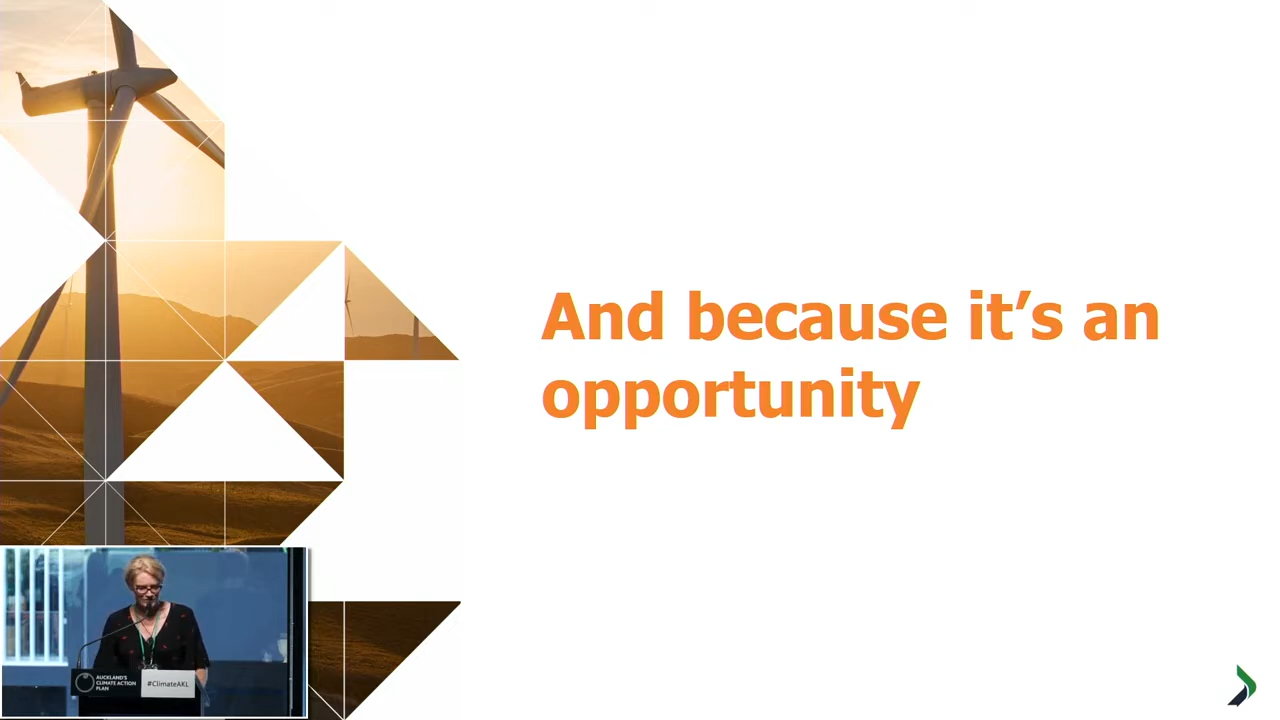 And because it’s an
opportunity
AUCKLAND'S
CLIMATE ACTION
PLAN
#ClimateAKL